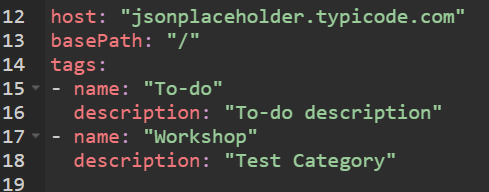 12 host: "jsonplaceholder.typicode.com"
13 basePath: "/"
14 tags:
15 - name: "To-do"
16   description: "To-do description"
17 - name: "Workshop"
18   description: "Test Category"
19